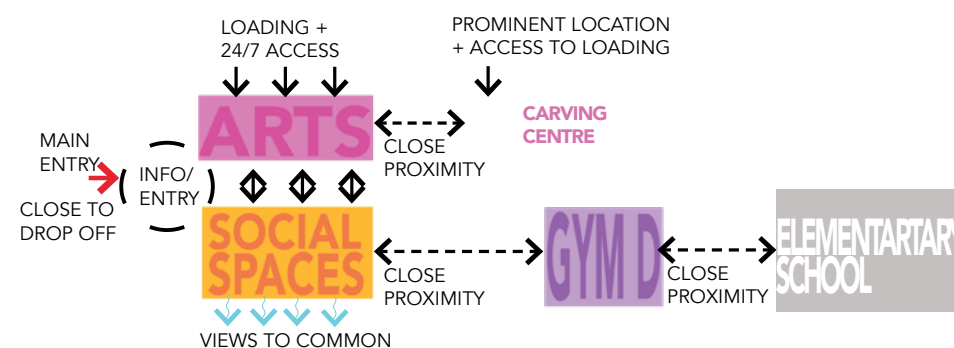 LOADING +
24/7 ACCESS
PROMINENT LOCATION
+ ACCESS TO LOADING
ARTS
CARVING
CENTRE
CLOSE
PROXIMITY
MAIN
ENTRY
INFO/
ENTRY
CLOSE TO
DROP OFF
SOCIAL
SPACES
CLOSE
PROXIMITY
GYM D
CLOSE
PROXIMITY
ELEMENTARTARY
SCHOOL
VIEWS TO COMMON